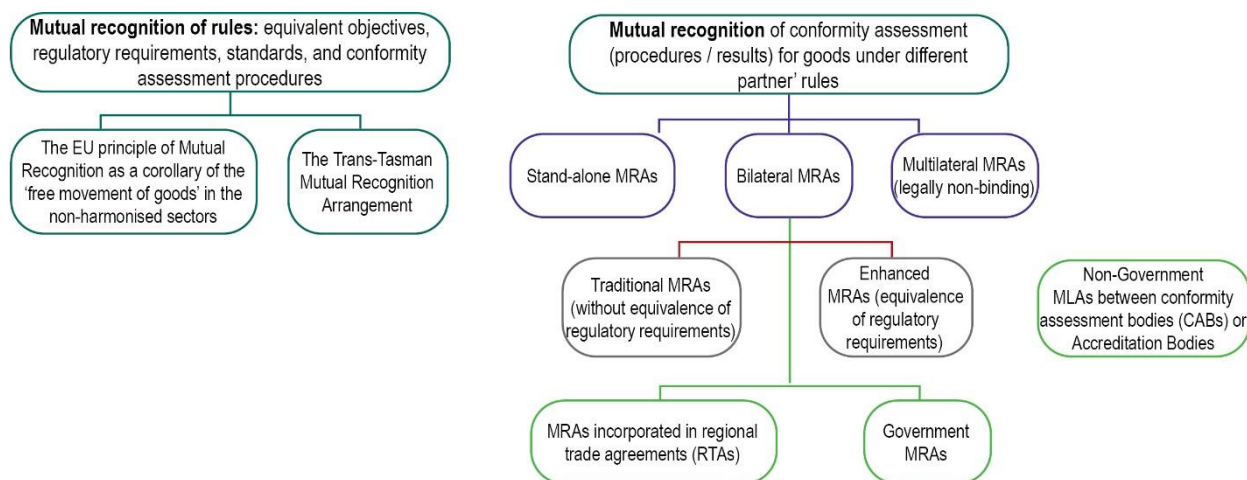 Mutual recognition of rules: equivalent objectives,
regulatory requirements, standards, and conformity
assessment procedures
The EU principle of Mutual
Recognition as a corollary of the
‘free movement of goods’ in the
non-harmonised sectors
The Trans-Tasman
Mutual Recognition
Arrangement
Mutual recognition of conformity assessment
(procedures / results) for goods under different
partner’ rules
Stand-alone MRAs
Bilateral MRAs
Multilateral MRAs
(legally non-binding)
Traditional MRAs
(without equivalence of
regulatory requirements)
Enhanced
MRAs (equivalence
of regulatory
requirements)
Non-Government
MLAs between conformity
assessment bodies (CABs) or
Accreditation Bodies
MRAs incorporated in regional
trade agreements (RTAs)
Government
MRAs